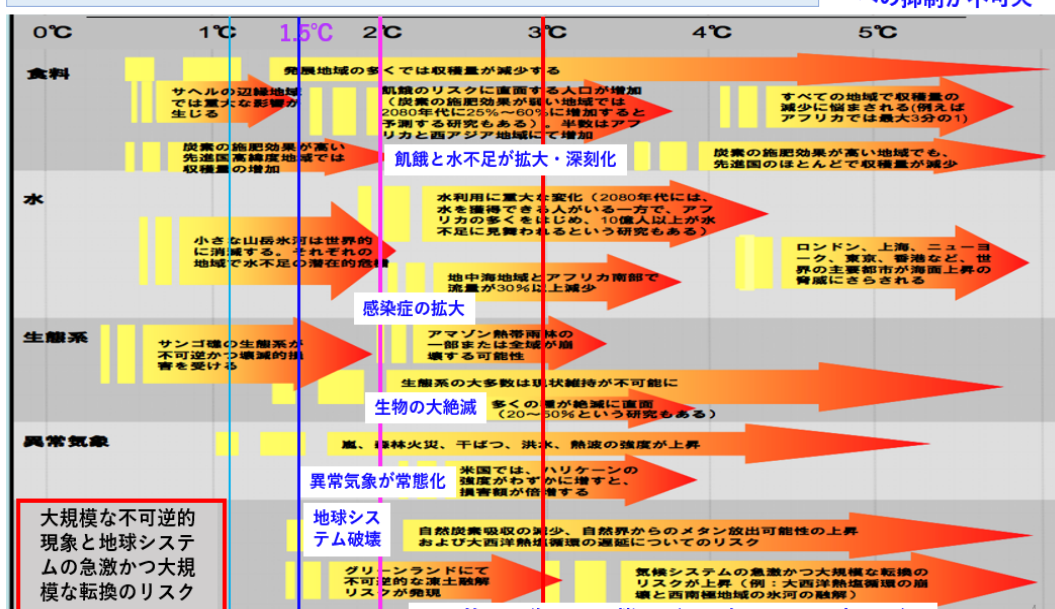 0℃ 1℃ 1.5℃ 2℃ 3℃ 4℃ 5℃
食料
発展地域の多くでは収穫量が減少する
サヘルの辺縁地域
では重大な影響が
生じる
飢餓のリスクに直面する人口が増加
(炭素の施肥効果が弱い地域では
2080年代に25%～60%に増加すると
予測する研究もある)。半数はアフ
リカと西アジア地域にて増加
すべての地域で収穫量の
減少に悩まされる(例えば
アフリカでは最大3分の1)
炭素の施肥効果が高い
先進国高緯度地域では
収穫量の増加
飢餓と水不足が拡大・深刻化
炭素の施肥効果が高い地域でも、
先進国のほとんどで収穫量が減少
水
水利用に重大な変化(2080年代には、
水を獲得できる人がいる一方で、アフ
リカの多くをはじめ、10億人以上が水
不足に見舞われるという研究もある)
小さな山岳氷河は世界的
に消滅する。それぞれの
地域で水不足の潜在的危機
地中海地域とアフリカ南部で
流量が30%以上減少
ロンドン、上海、ニューヨ
ーク、東京、香港など、世
界の主要都市が海面上昇の
脅威にさらされる
感染症の拡大
生態系
サンゴ礁の生態系が
不可逆かつ壊滅的損
害を受ける
アマゾン熱帯雨林の
一部または全域が崩
壊する可能性
生態系の大多数は現状維持が不可能に
生物の大絶滅
多くの種が絶滅に直面
(20～50%という研究もある)
異常気象
嵐、森林火災、干ばつ、洪水、熱波の強度が上昇
異常気象が常態化
米国では、ハリケーンの
強度がわずかに増すと、
損害額が倍増する
大規模な不可逆的
現象と地球システ
ムの急激かつ大規
模な転換のリスク
地球シス
テム破壊
自然炭素吸収の減少、自然界からのメタン放出可能性の上昇
および大西洋熱塩循環の遅延についてのリスク
グリーンランドにて
不可逆的な凍土融解
リスクが発現
気候システムの急激かつ大規模な転換の
リスクが上昇(例：大西洋熱塩循環の崩
壊と西南極地域の氷河の融解)